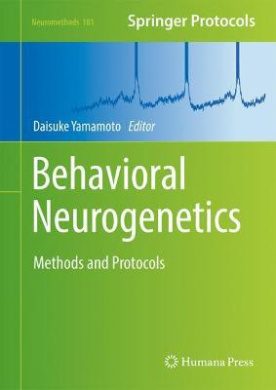 Neuromethods 181
Springer Protocols
Daisuke Yamamoto Editor
Behavioral
Neurogenetics
Methods and Protocols
Humana Press